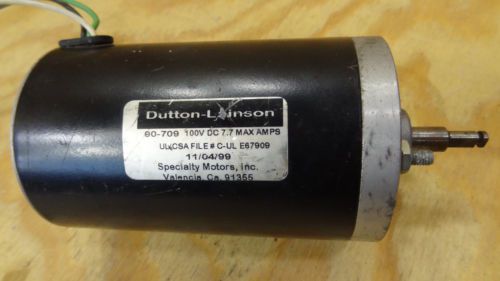 Dutton-Lainson
90-709 100V DC 7.7 MAX AMPS
UL/CSA FILE # C-UL E67909
11/04/99
Specialty Motors, Inc.
Valencia, Ca. 91355